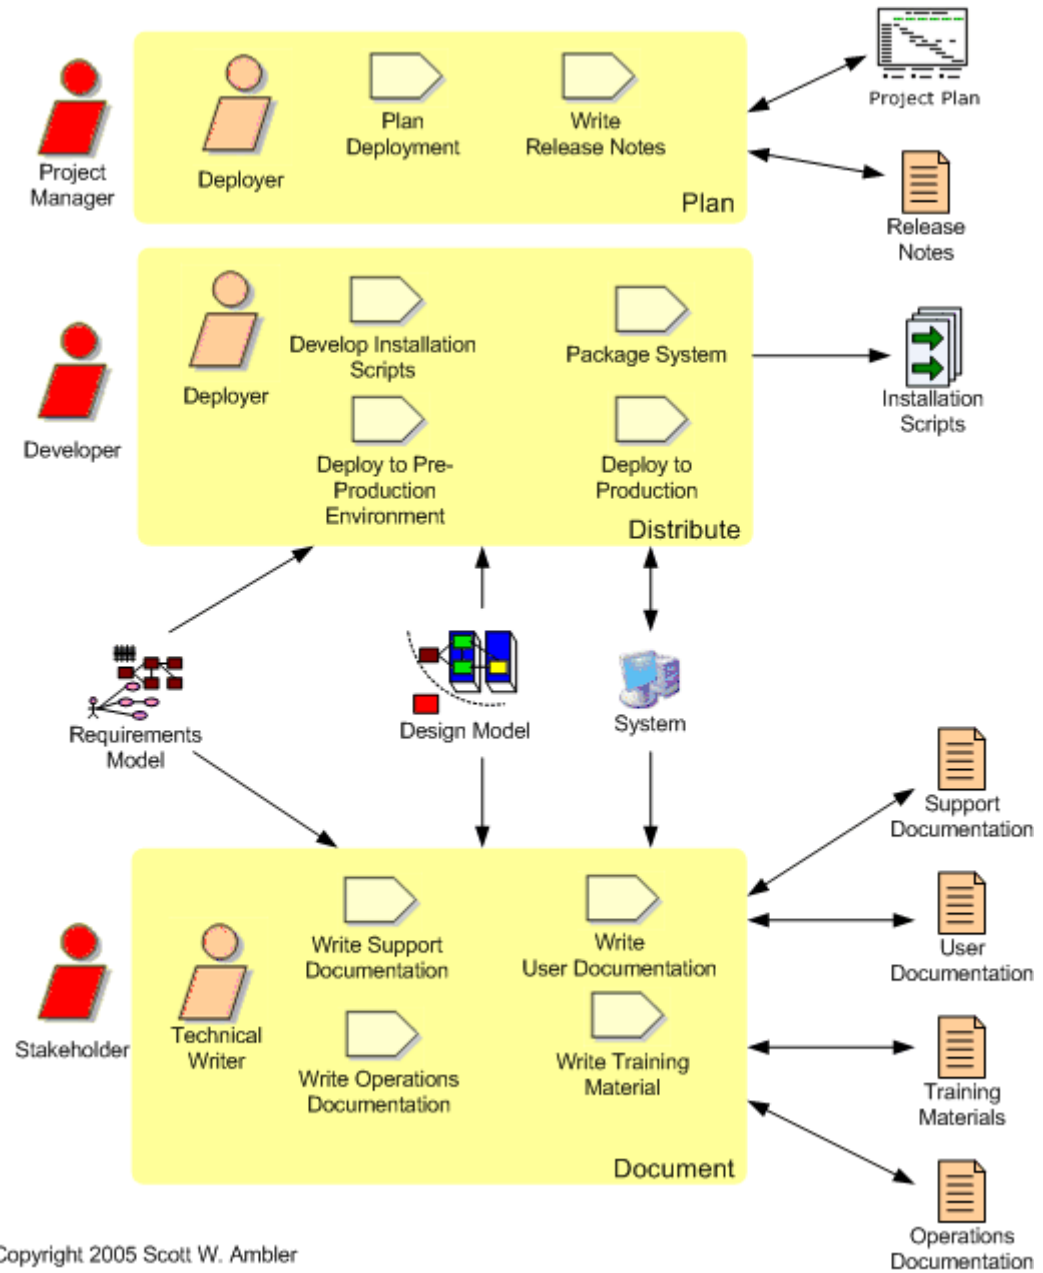 Project Plan
Plan
Deployment
Write
Release Notes
Project
Manager
Deployer
Plan
Release
Notes
Develop Installation
Scripts
Package System
Deployer
Installation
Scripts
Developer
Deploy to Pre-
Production
Environment
Deploy to
Production
Distribute
Requirements
Model
Design Model
System
Support
Documentation
Write Support
Documentation
Write
User Documentation
User
Documentation
Stakeholder
Technical
Writer
Write Operations
Documentation
Write Training
Material
Training
Materials
Document
Operations
Documentation
Copyright 2005 Scott W. Ambler